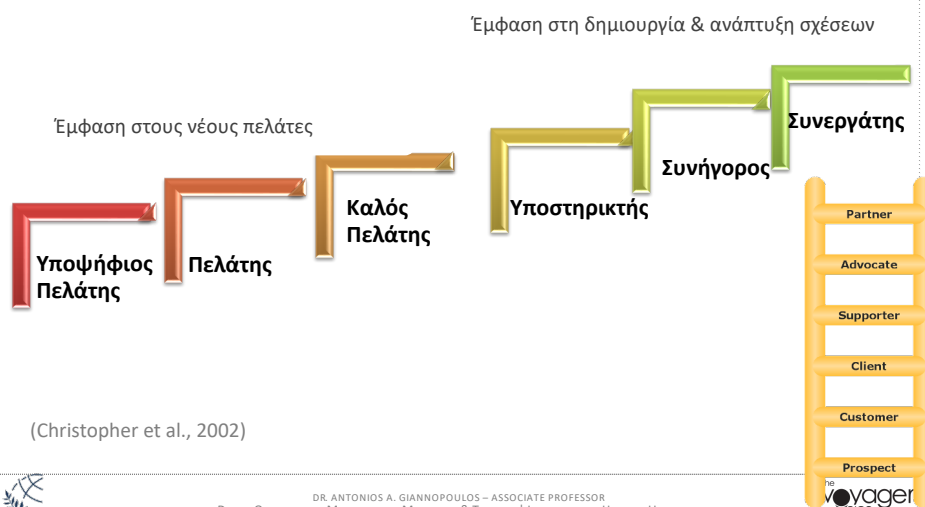 Έμφαση στη δημιουργία & ανάπτυξη σχέσεων
Έμφαση στους νέους πελάτες
Υποψήφιος
Πελάτης
Πελάτης
Καλός
Πελάτης
Υποστηρικτής
Συνήγορος
Συνεργάτης
Partner
Advocate
Supporter
Client
Customer
Prospect
(Christopher et al., 2002)
DR. ANTONIOS A. GIANNOPOULOS – ASSOCIATE PROFESSOR
he
voyager